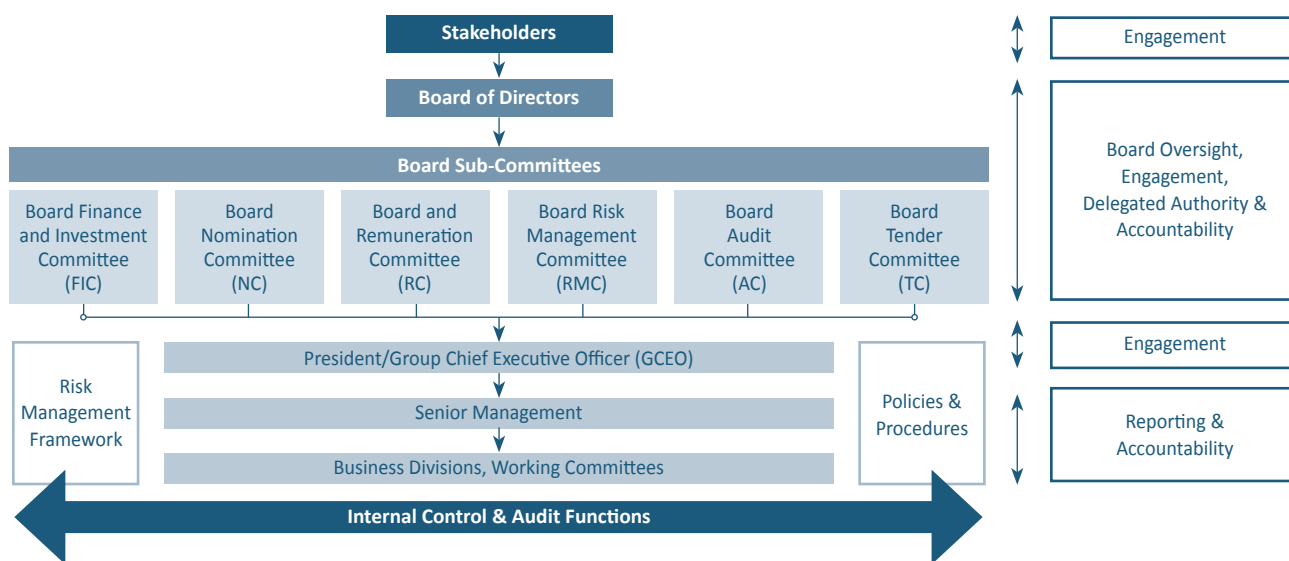 Stakeholders
Engagement
Board of Directors
Board Sub-Committees
Board Finance
and Investment
Committee
(FIC)
Board
Nomination
Committee
(NC)
Board and
Remuneration
Committee
(RC)
Board Risk
Management
Committee
(RMC)
Board
Audit
Committee
(AC)
Board
Tender
Committee
(TC)
Board Oversight,
Engagement,
Delegated Authority &
Accountability
Risk
Management
Framework
President/Group Chief Executive Officer (GCEO)
Senior Management
Business Divisions, Working Committees
Policies &
Procedures
Engagement
Reporting &
Accountability
Internal Control & Audit Functions